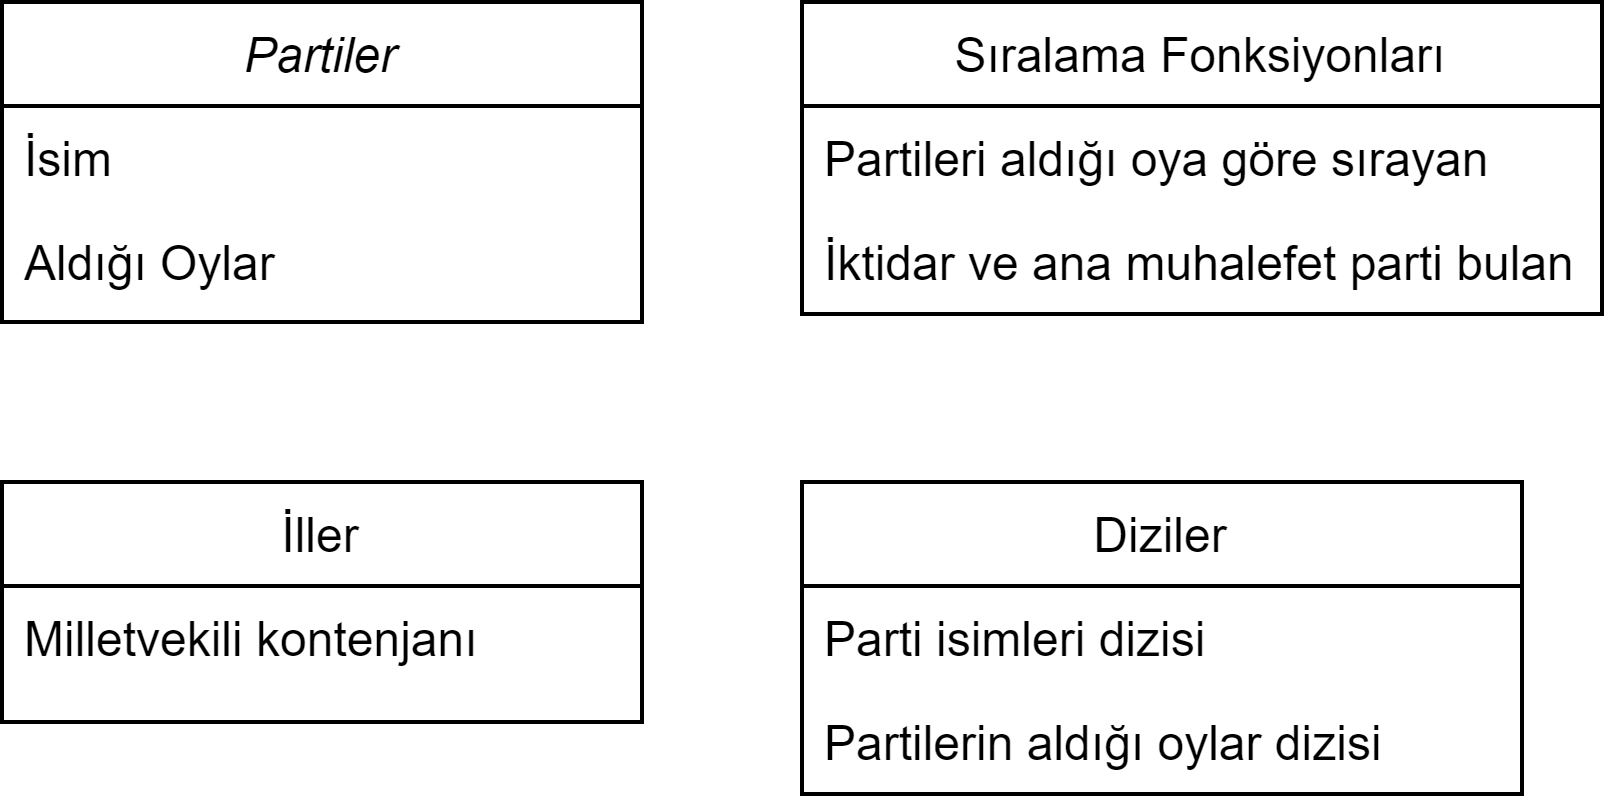 Partiler
İsim
Aldığı Oylar
Sıralama Fonksiyonları
Partileri aldığı oya göre sırayan
İktidar ve ana muhalefet parti bulan
İller
Milletvekili kontenjanı
Diziler
Parti isimleri dizisi
Partilerin aldığı oylar dizisi